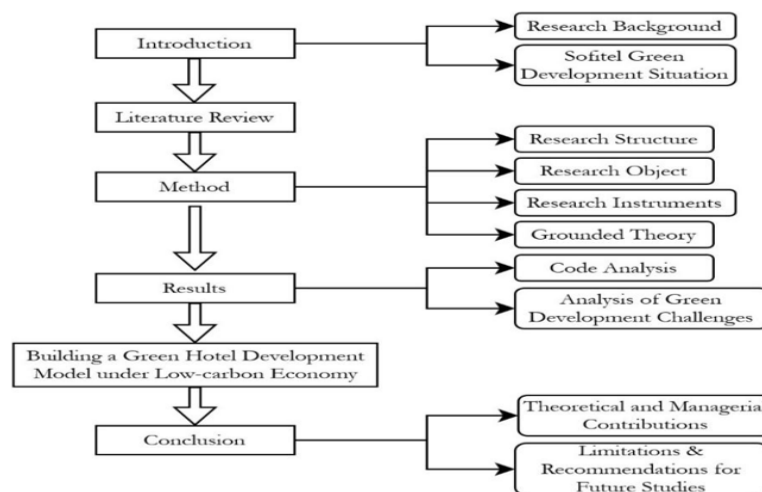 Introduction
Research Background
Sofitel Green
Development Situation
Literature Review
Method
Research Structure
Research Object
Research Instruments
Grounded Theory
Results
Code Analysis
Analysis of Green
Development Challenges
Building a Green Hotel Development
Model under Low-carbon Economy
Conclusion
Theoretical and Manageria
Contributions
Limitations &
Recommendations for
Future Studies